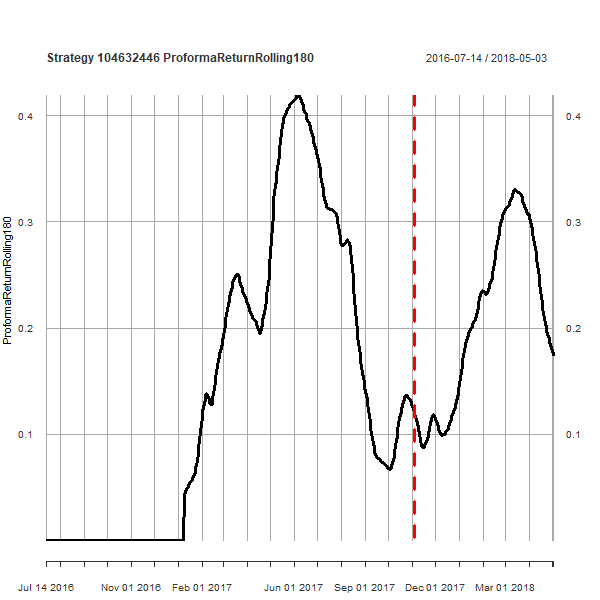 Strategy 104632446 ProformaReturnRolling180
2016-07-14 / 2018-05-03
ProformaReturnRolling180
0.4
0.3
0.2
0.1
0.4
0.3
0.2
0.1
Jul 14 2016
Nov 01 2016
Feb 01 2017
Jun 01 2017
Sep 01 2017
Dec 01 2017
Mar 01 2018